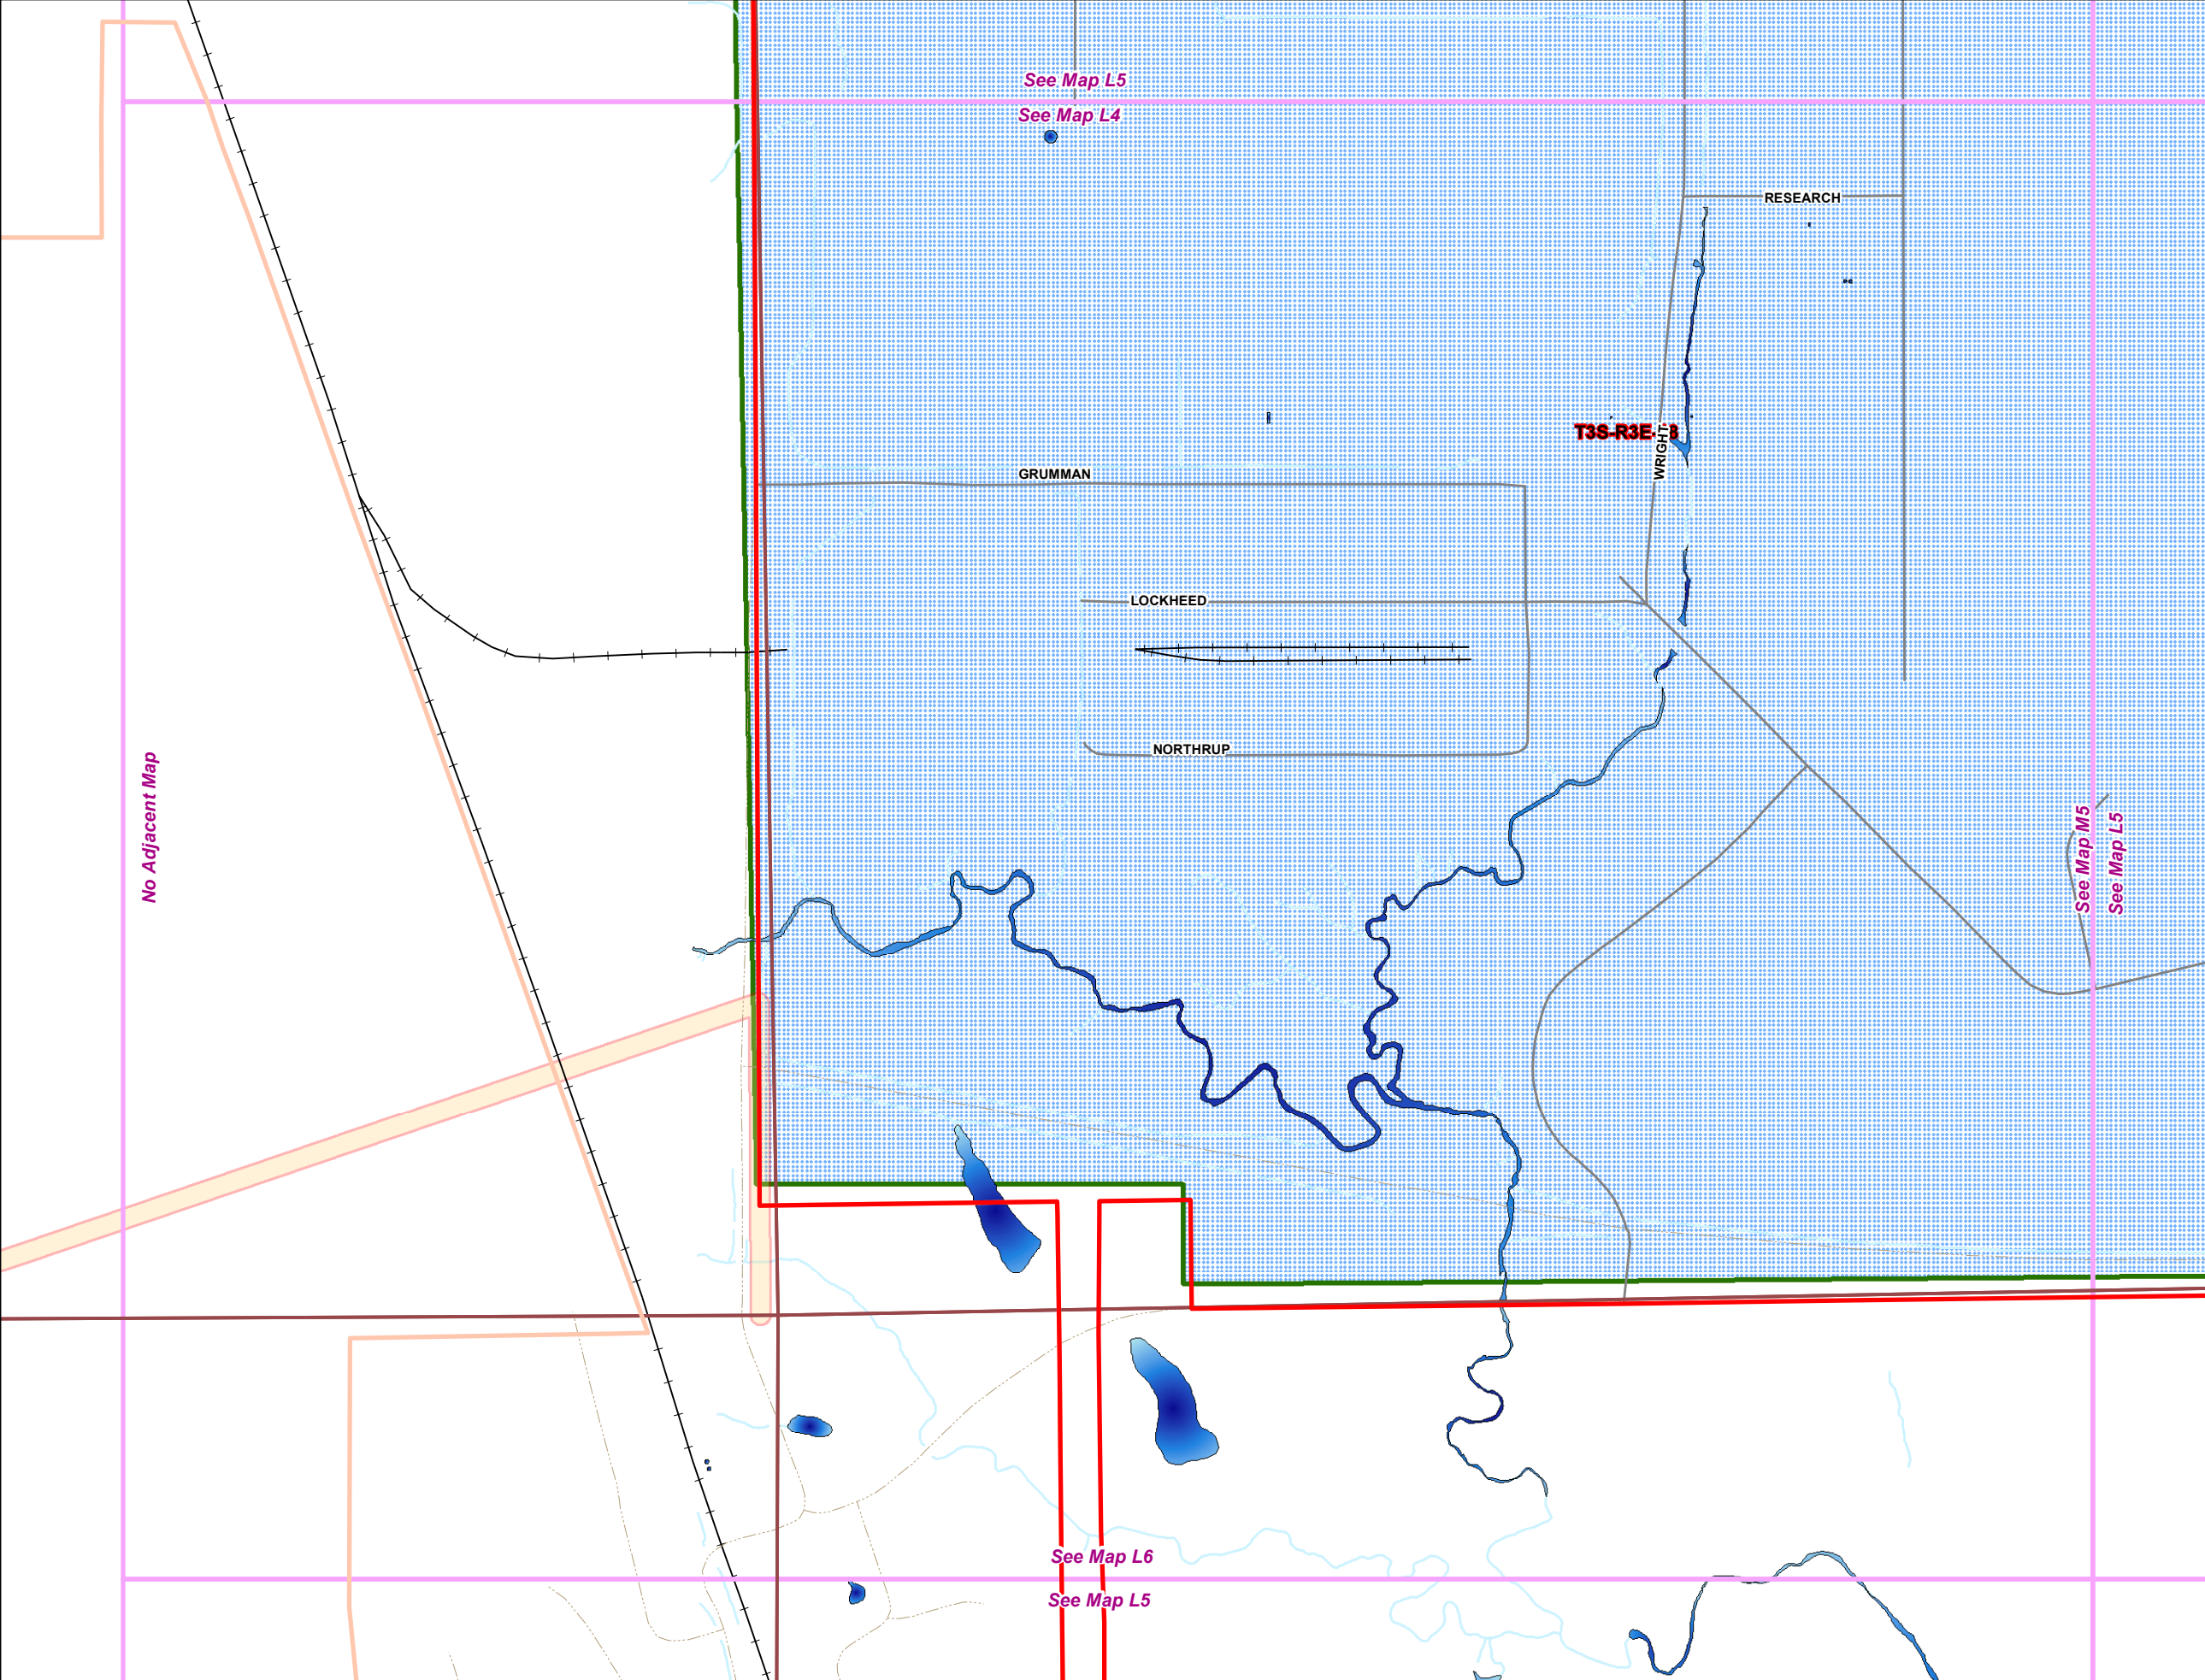 See Map L5
See Map L4
RESEARCH
T3S-R3E- 8
WRIGHT
GRUMMAN
LOCKHEED
NORTHRUP
No Adjacent Map
See Map M5
See Map L5
See Map L6
See Map L5